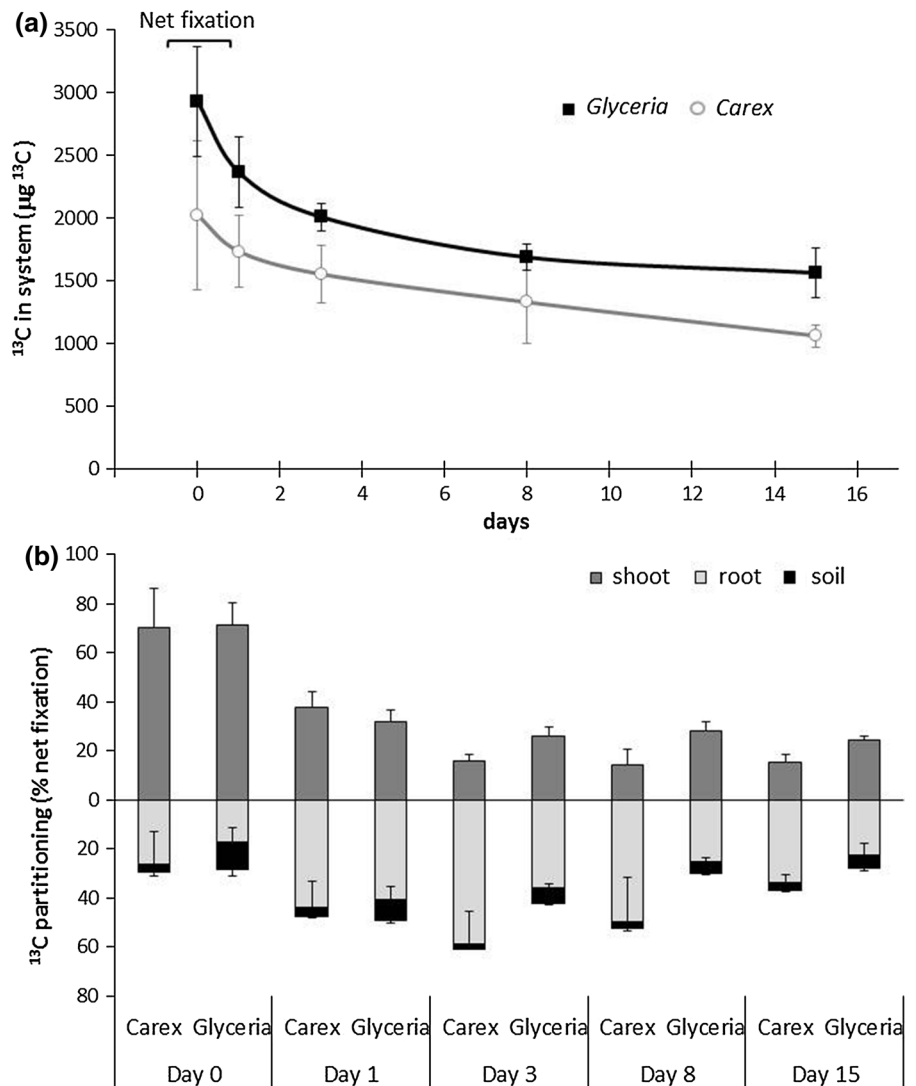 (a)
Net fixation
3500
3000
2500
2000
1500
1000
500
0
¹³C in system (µg ¹³C)
Glyceria Carex
0 2 4 6 8 10 12 14 16
days
(b)
100
80
60
40
20
0
20
40
60
80
¹³C partitioning (% net fixation)
shoot root soil
Carex Glyceria Carex Glyceria Carex Glyceria Carex Glyceria Carex Glyceria
Day 0 Day 1 Day 3 Day 8 Day 15